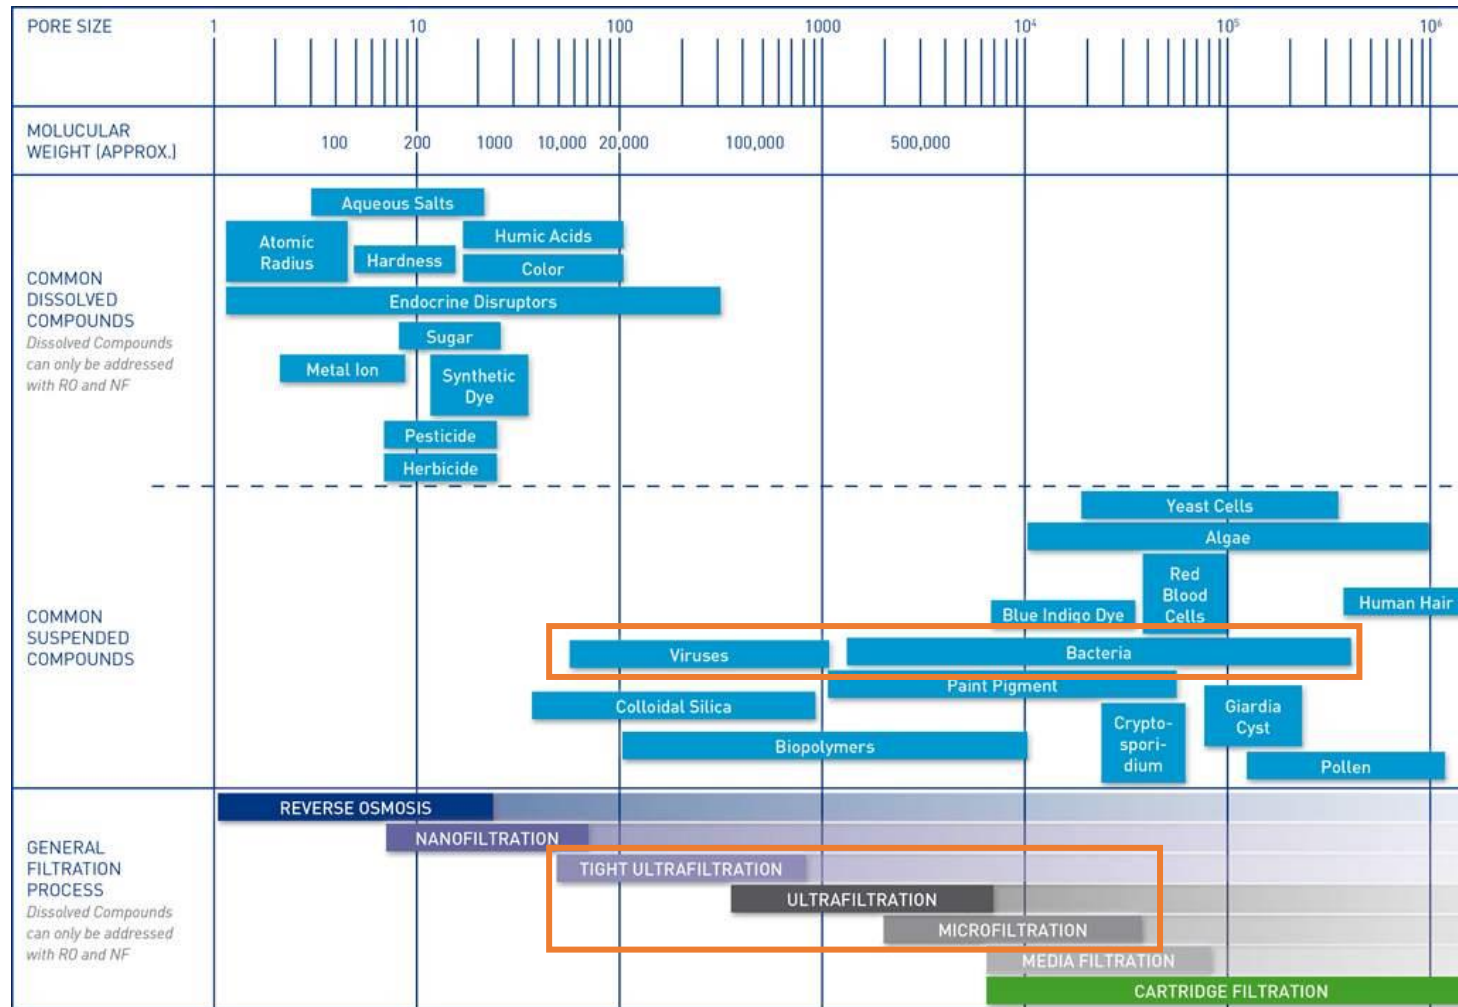 PORE SIZE 1 10 100 1000 10⁴ 10⁵ 10⁶
MOLUCULAR
WEIGHT (APPROX.)
100 200 1000 10,000 20,000 100,000 500,000
COMMON
DISSOLVED
COMPOUNDS
Dissolved Compounds
can only be addressed
with RO and NF
Aqueous Salts
Atomic
Radius
Hardness
Humic Acids
Color
Endocrine Disruptors
Sugar
Metal Ion
Synthetic
Dye
Pesticide
Herbicide
COMMON
SUSPENDED
COMPOUNDS
Yeast Cells
Algae
Red
Blood
Cells
Human Hair
Blue Indigo Dye
Viruses
Bacteria
Paint Pigment
Colloidal Silica
Crypto-
spori-
dium
Giardia
Cyst
Biopolymers
Pollen
GENERAL
FILTRATION
PROCESS
Dissolved Compounds
can only be addressed
with RO and NF
REVERSE OSMOSIS
NANOFILTRATION
TIGHT ULTRAFILTRATION
ULTRAFILTRATION
MICROFILTRATION
MEDIA FILTRATION
CARTRIDGE FILTRATION